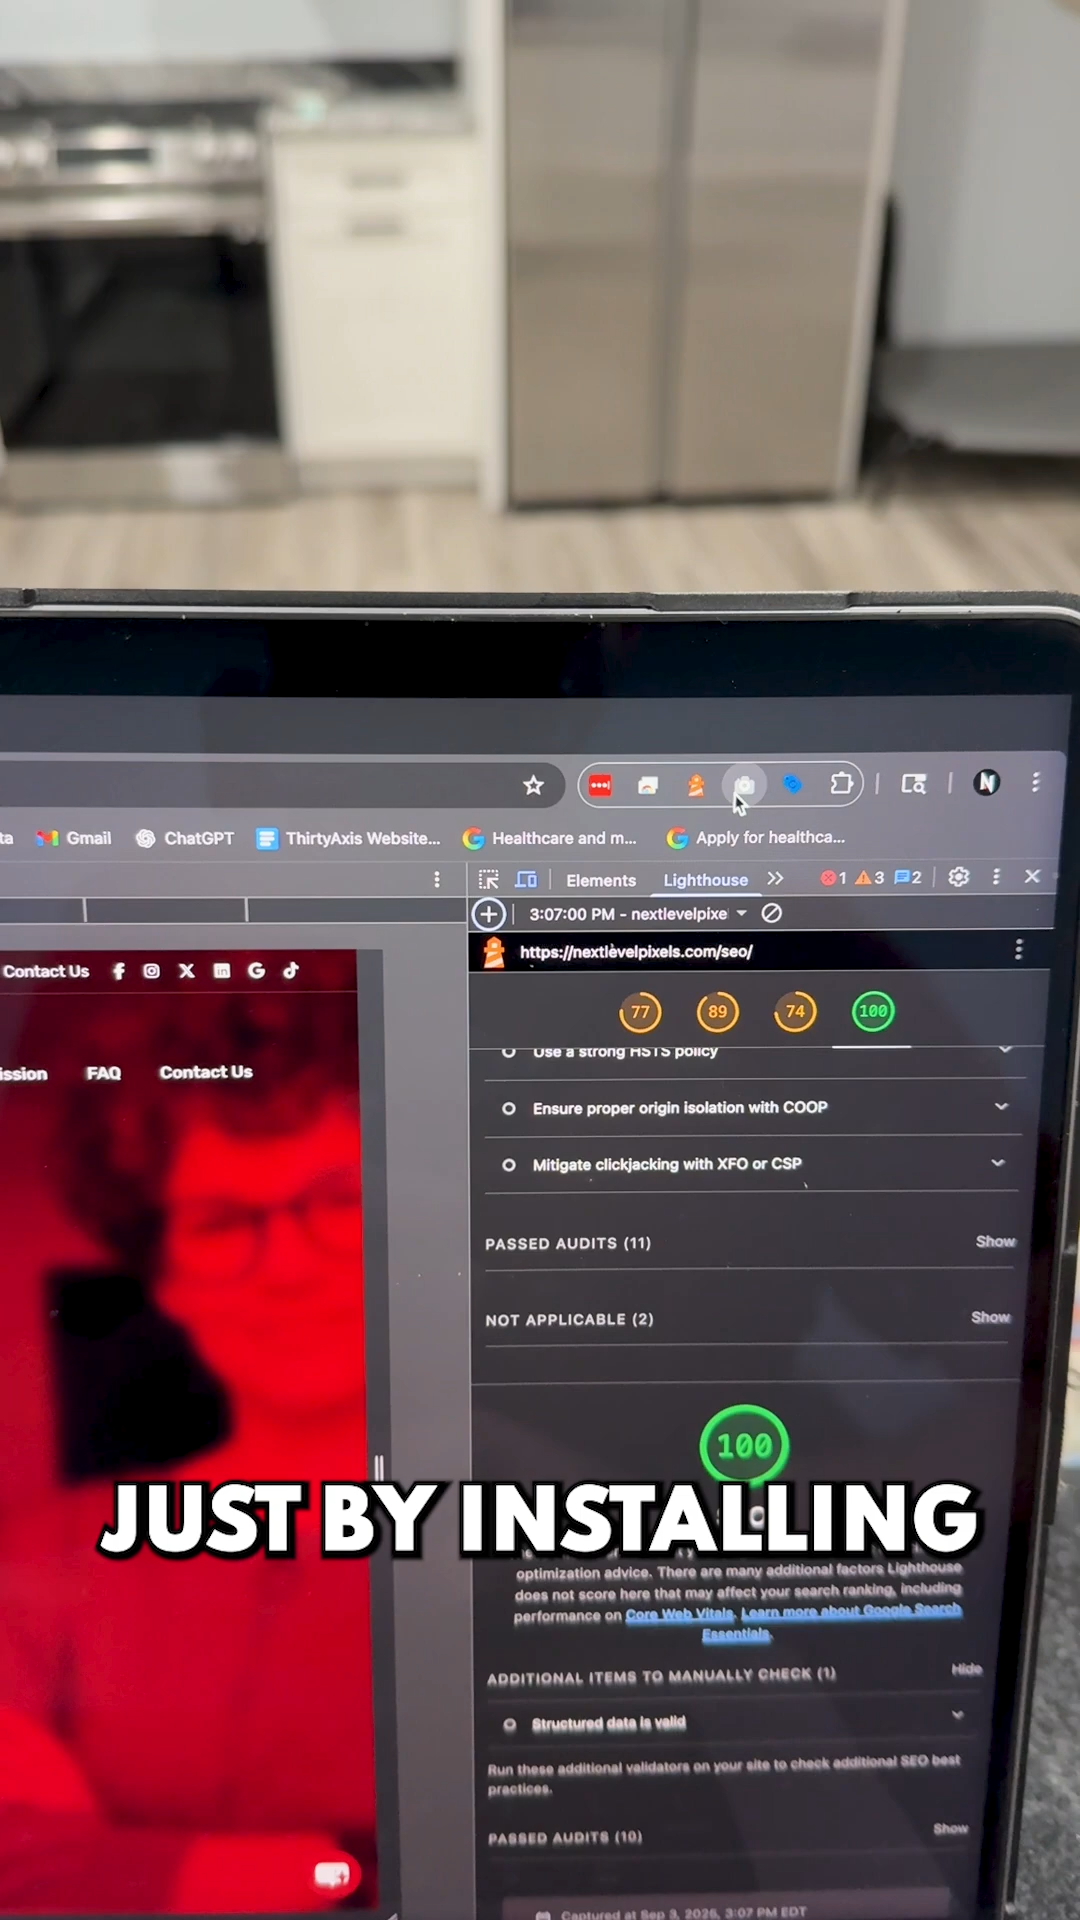 ta
Gmail
ChatGPT
ThirtyAxis Website...
Healthcare and m...
Apply for healthca...
N
Elements
Lighthouse
1
3
2
3:07:00 PM - nextlevelpixe
https://nextlevelpixels.com/seo/
77
89
74
100
Contact Us
ission
FAQ
Contact Us
Use a strong HSTS policy
Ensure proper origin isolation with COOP
Mitigate clickjacking with XFO or CSP
PASSED AUDITS (11)
Show
NOT APPLICABLE (2)
Show
100
JUST BY INSTALLING
optimization advice. There are many additional factors Lighthouse
does not score here that may affect your search ranking, including
performance on Core Web Vitals. Learn more about Google Search
Essentials.
ADDITIONAL ITEMS TO MANUALLY CHECK (1)
Hide
Structured data is valid
Run these additional validators on your site to check additional SEO best
practices.
PASSED AUDITS (10)
Show
Captured at Sep 3, 2025, 3:07 PM EDT